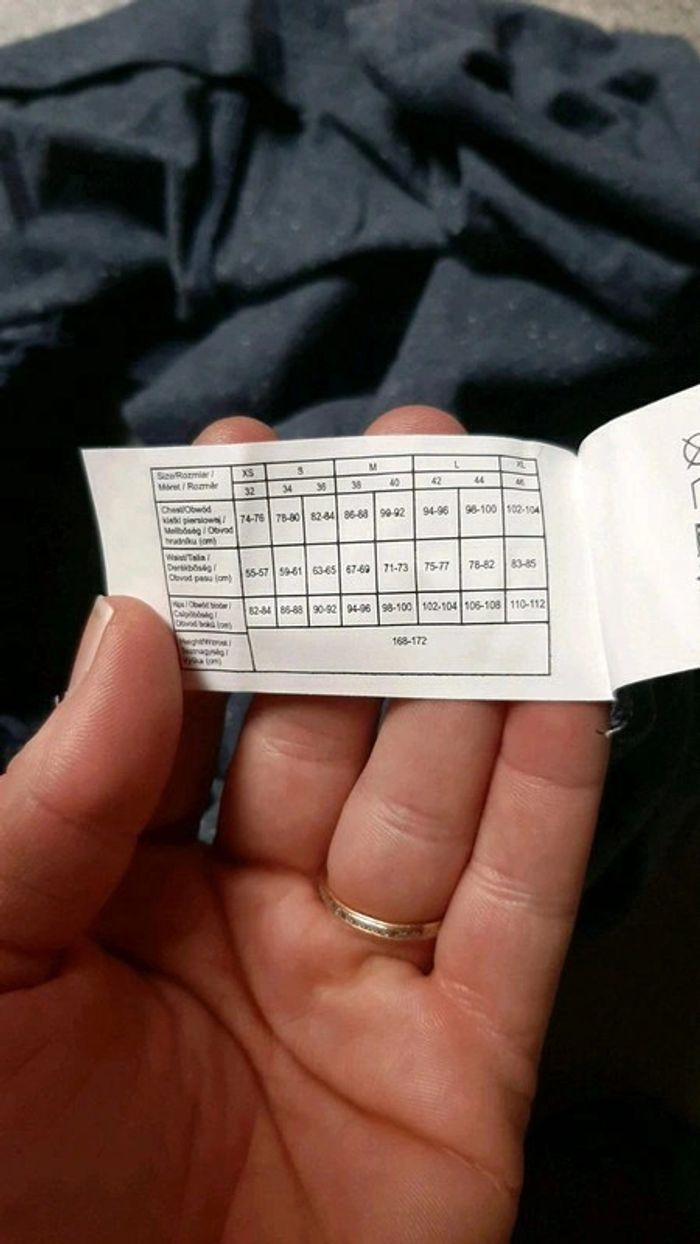 Size/Rozmiar / XS S M L XL
Méret / Rozměr 32 34 36 38 40 42 44 46
Chest/Obwód
klatki piersiowej /
Mellbőség / Obvod
hrudníku (cm)
74-76 78-80 82-84 86-88 99-92 94-96 98-100 102-104
Waist/Talia /
Derékbőség /
Obvod pasu (cm)
55-57 59-61 63-65 67-69 71-73 75-77 78-82 83-85
Hips / Obwód bioder /
Csípőbőség /
Obvod boků (cm)
82-84 86-88 90-92 94-96 98-100 102-104 106-108 110-112
Height/Wzrost /
Testmagasság /
Výška (cm)
168-172